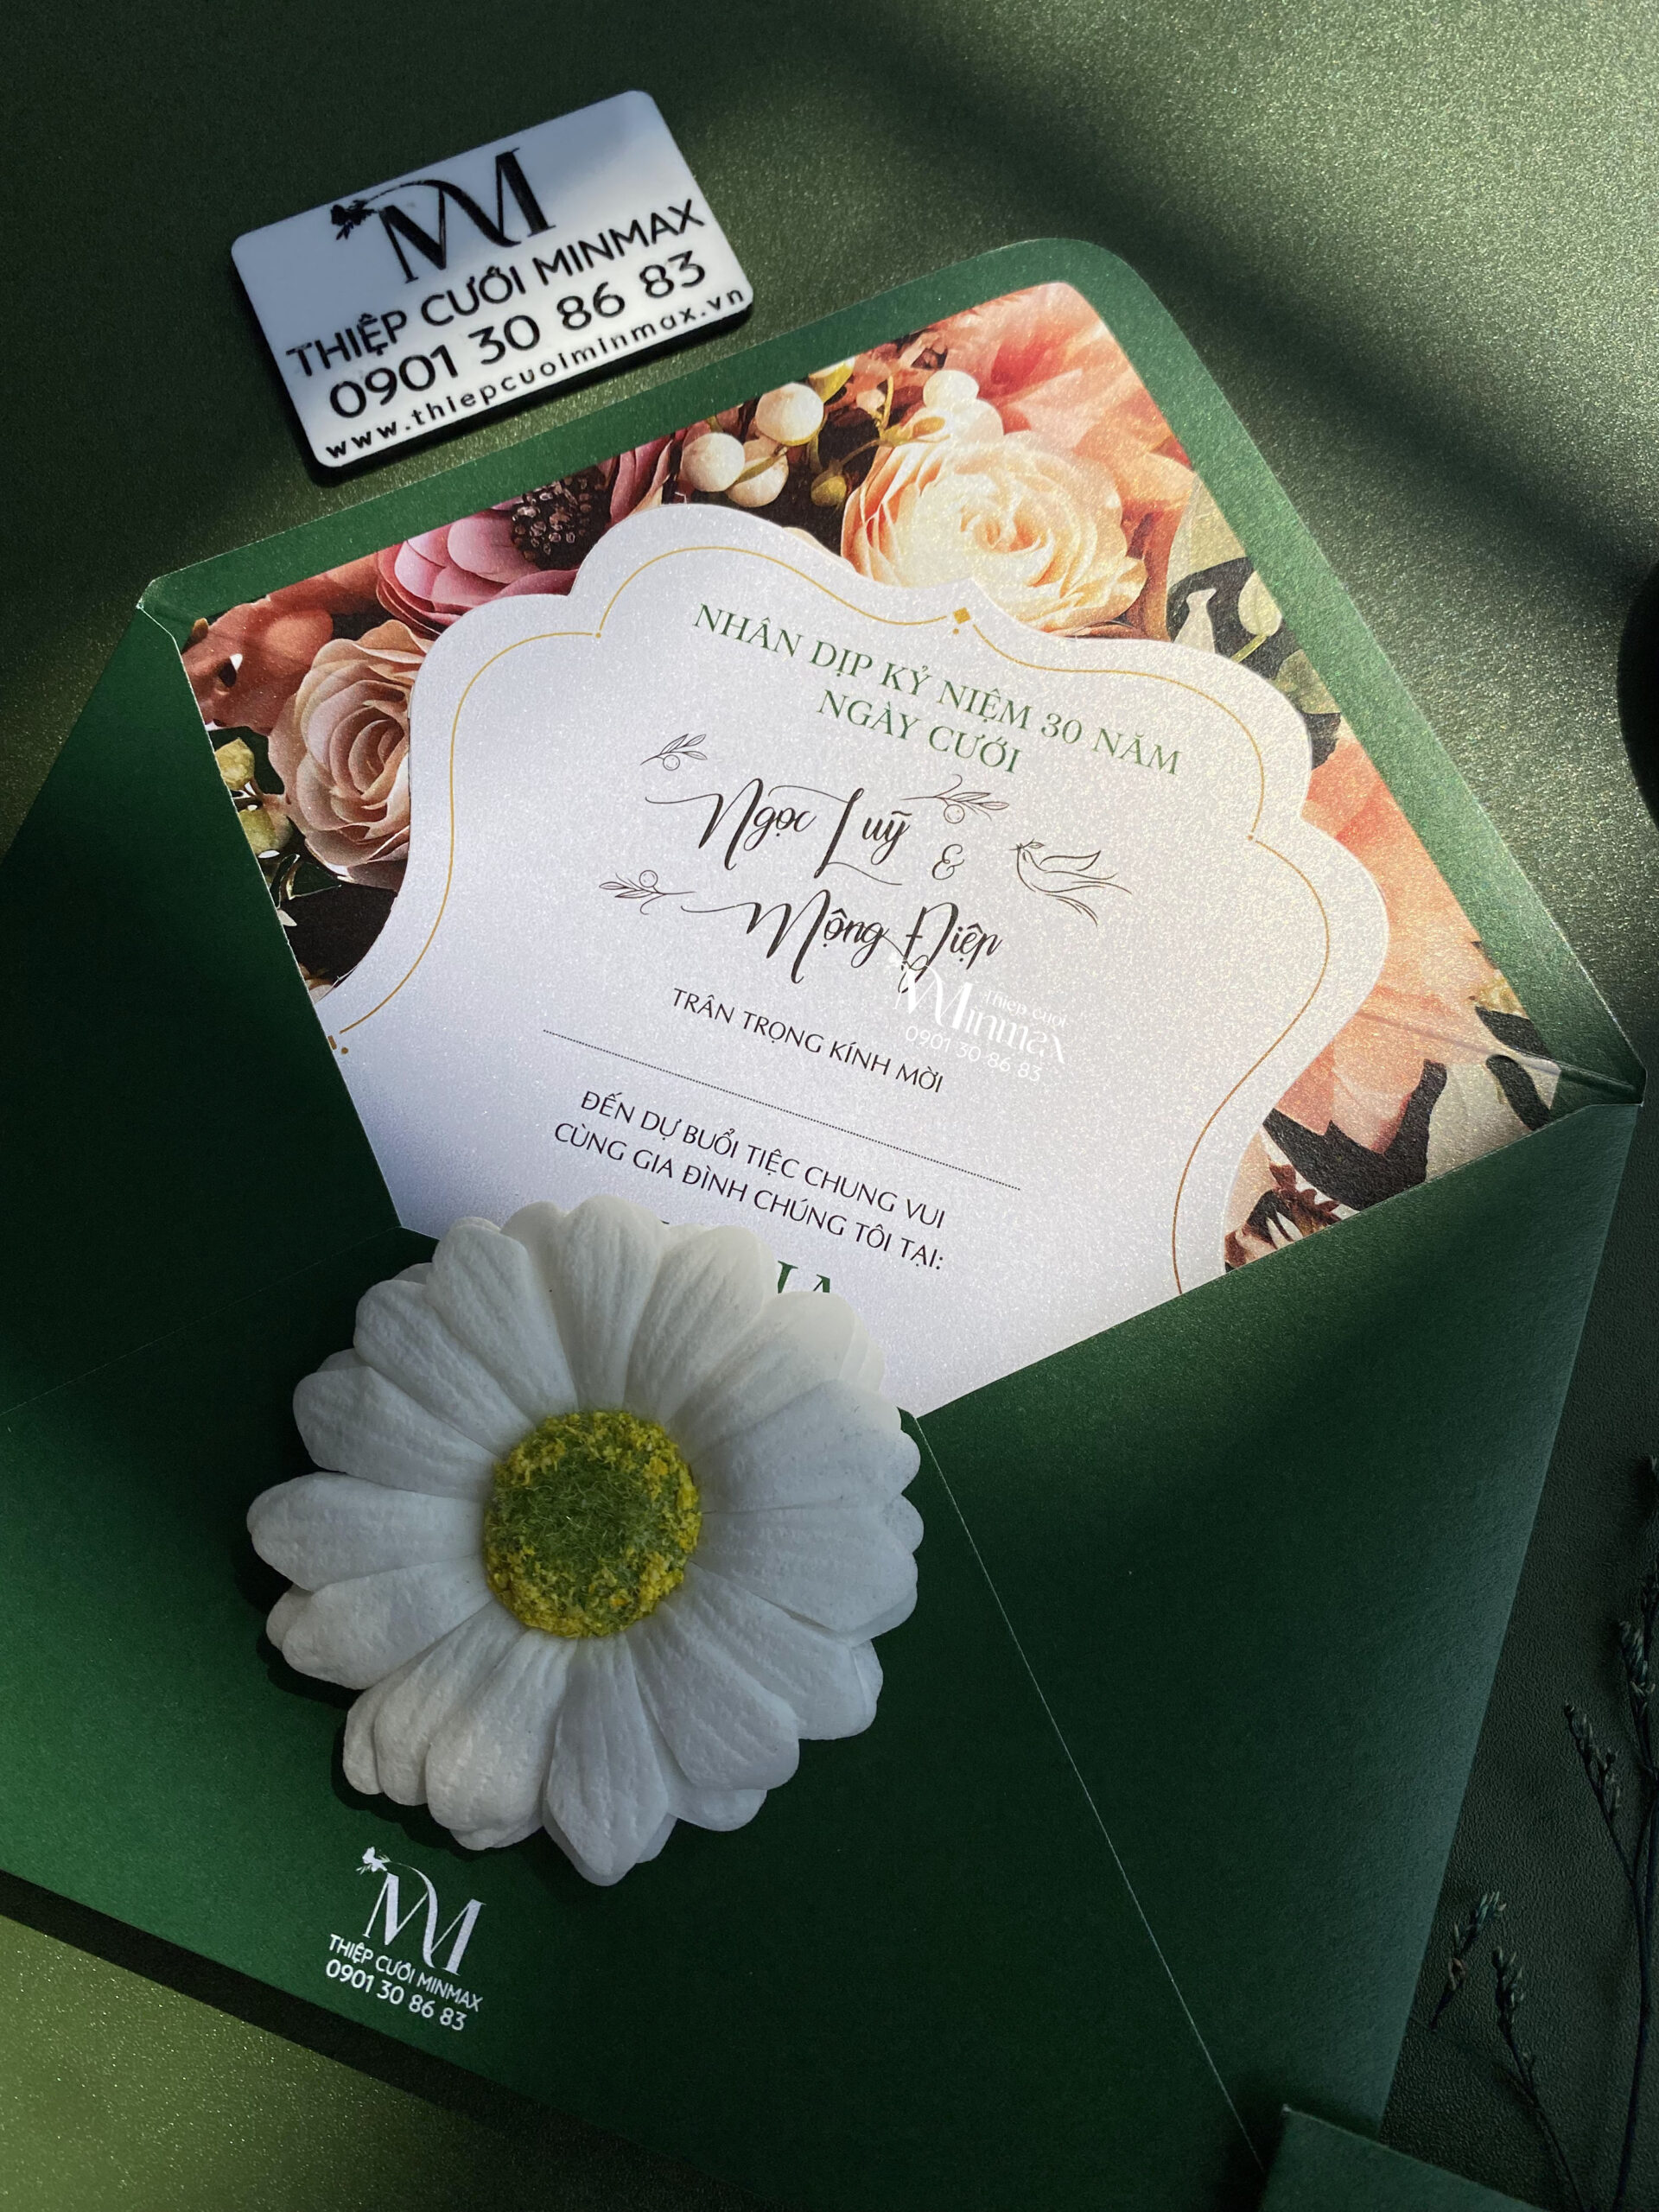 THIỆP CƯỚI MINMAX
0901 30 86 83
www.thiepcuoiminmax.vn
NHÂN DỊP KỶ NIỆM 30 NĂM
NGÀY CƯỚI
Ngọc Luỹ
&
Mộng Điệp
TRÂN TRỌNG KÍNH MỜI
Thiep cuoi
Minmax
0901 30 86 83
ĐẾN DỰ BUỔI TIỆC CHUNG VUI
CÙNG GIA ĐÌNH CHÚNG TÔI TẠI:
THIỆP CƯỚI MINMAX
0901 30 86 83